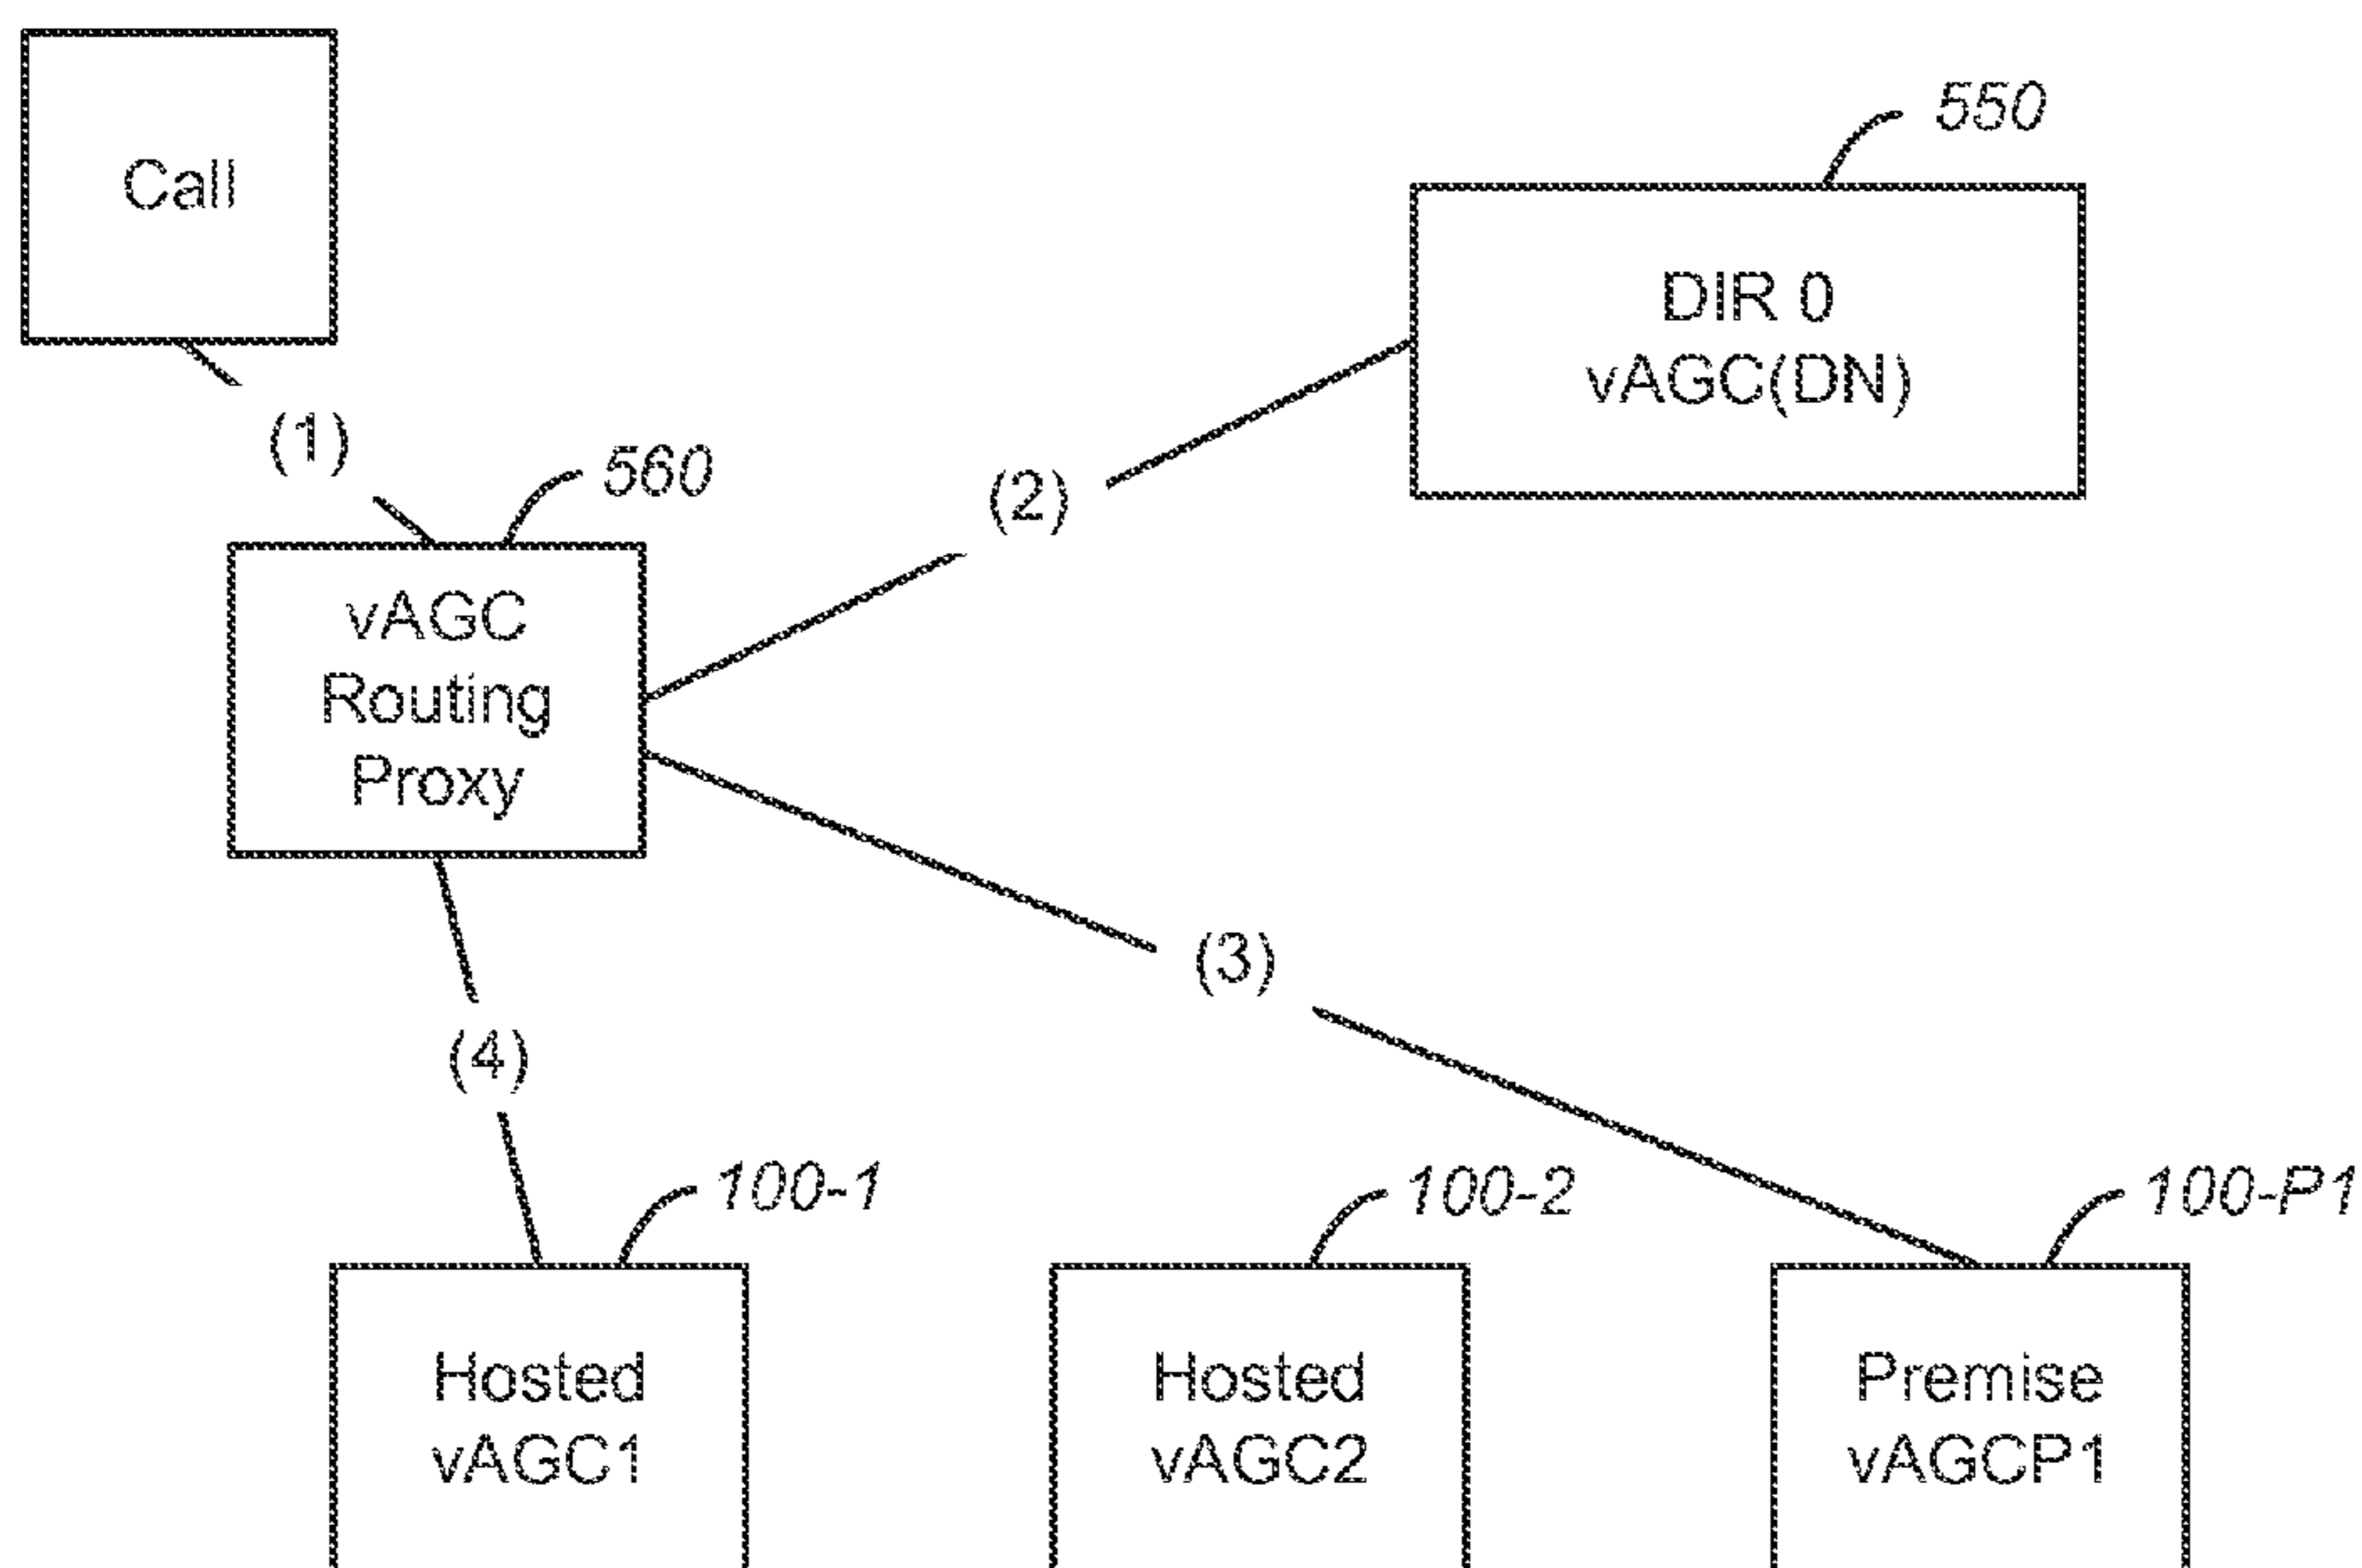 Call
550
DIR 0
vAGC(DN)
(1)
560
(2)
vAGC
Routing
Proxy
(3)
(4)
100-1
100-2
100-P1
Hosted
vAGC1
Hosted
vAGC2
Premise
vAGCP1